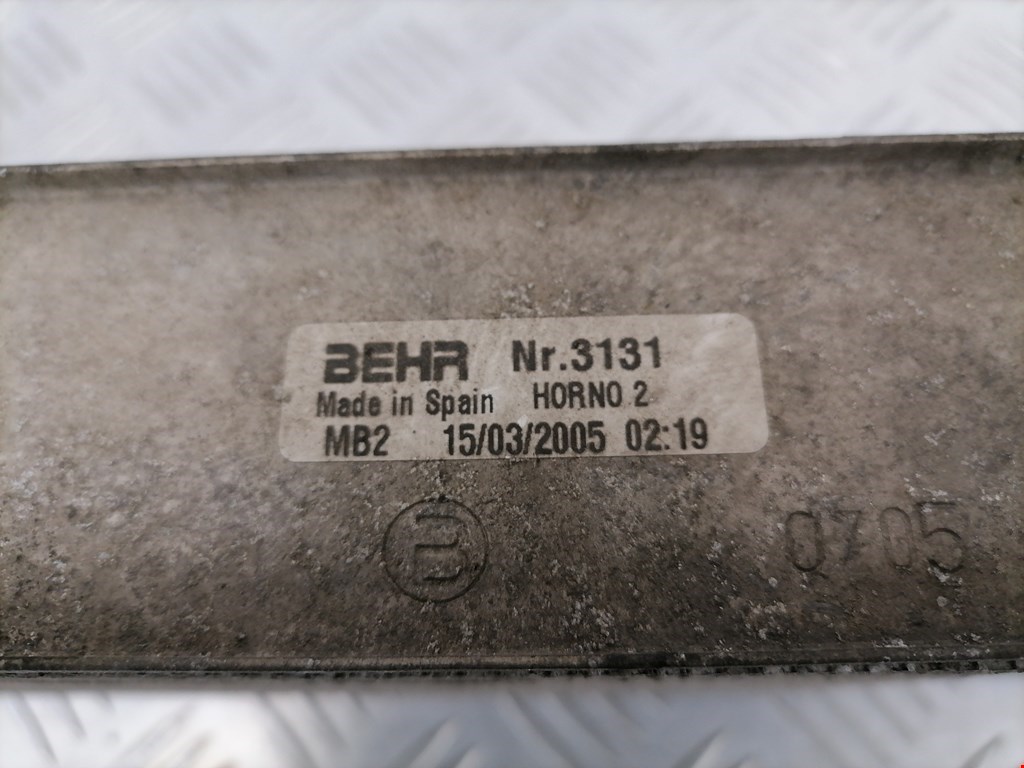 BEHR Nr.3131
Made in Spain HORNO 2
MB2 15/03/2005 02:19
B 0705